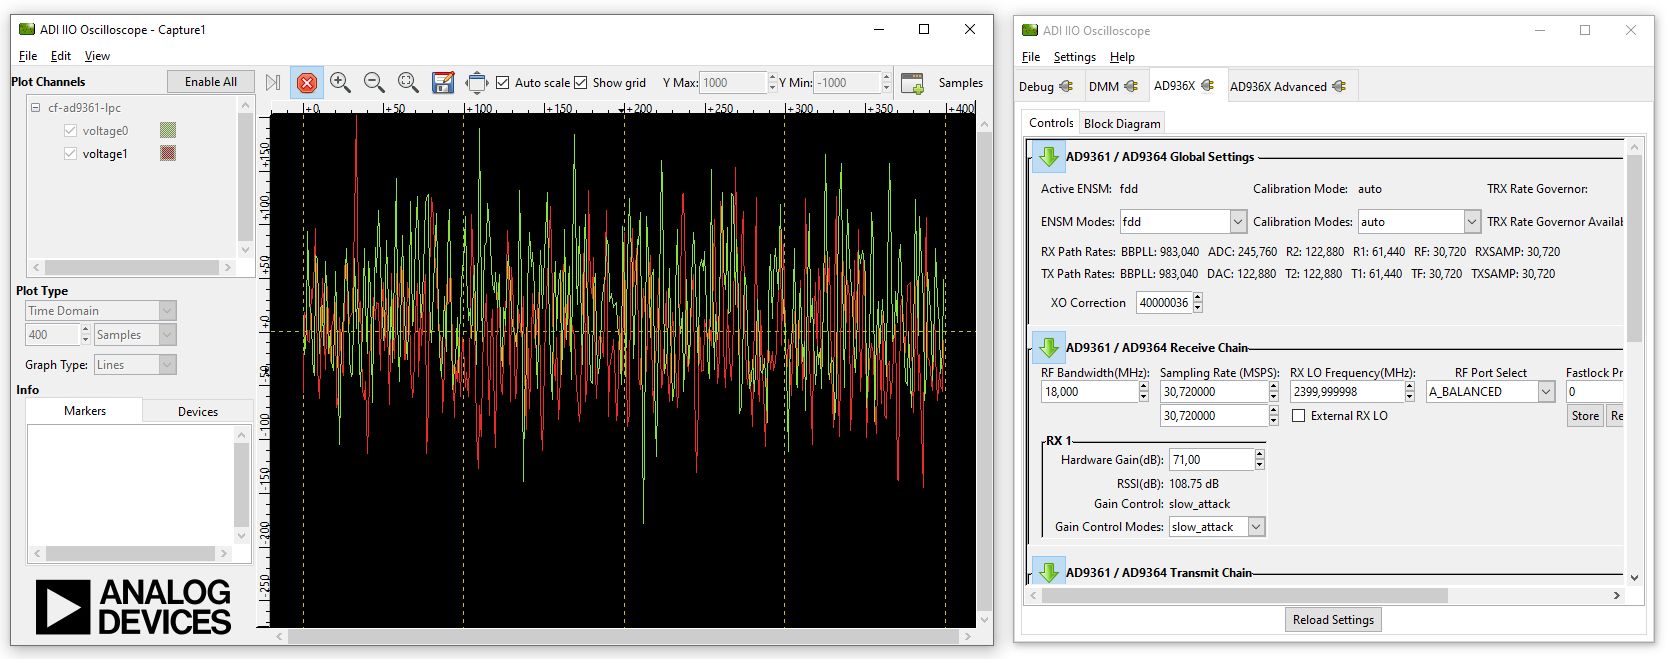 ADI IIO Oscilloscope - Capture1
File Edit View
Plot Channels Enable All
Auto scale Show grid Y Max: 1000 Y Min: -1000 Samples
cf-ad9361-lpc
voltage0
voltage1
Plot Type
Time Domain
400 Samples
Graph Type: Lines
Info
Markers Devices
ANALOG
DEVICES
+0 +50 +100 +150 +200 +250 +300 +350 +400
+150
+100
+50
+0
-50
-100
-150
-200
-250
ADI IIO Oscilloscope
File Settings Help
Debug DMM AD936X AD936X Advanced
Controls Block Diagram
AD9361 / AD9364 Global Settings
Active ENSM: fdd Calibration Mode: auto TRX Rate Governor:
ENSM Modes: fdd Calibration Modes: auto TRX Rate Governor Availab
RX Path Rates: BBPLL: 983,040 ADC: 245,760 R2: 122,880 R1: 61,440 RF: 30,720 RXSAMP: 30,720
TX Path Rates: BBPLL: 983,040 DAC: 122,880 T2: 122,880 T1: 61,440 TF: 30,720 TXSAMP: 30,720
XO Correction 40000036
AD9361 / AD9364 Receive Chain
RF Bandwidth(MHz): Sampling Rate (MSPS): RX LO Frequency(MHz): RF Port Select Fastlock Pr
18,000 30,720000 2399,999998 A_BALANCED 0
30,720000 External RX LO Store Re
RX 1
Hardware Gain(dB): 71,00
RSSI(dB): 108.75 dB
Gain Control: slow_attack
Gain Control Modes: slow_attack
AD9361 / AD9364 Transmit Chain
Reload Settings